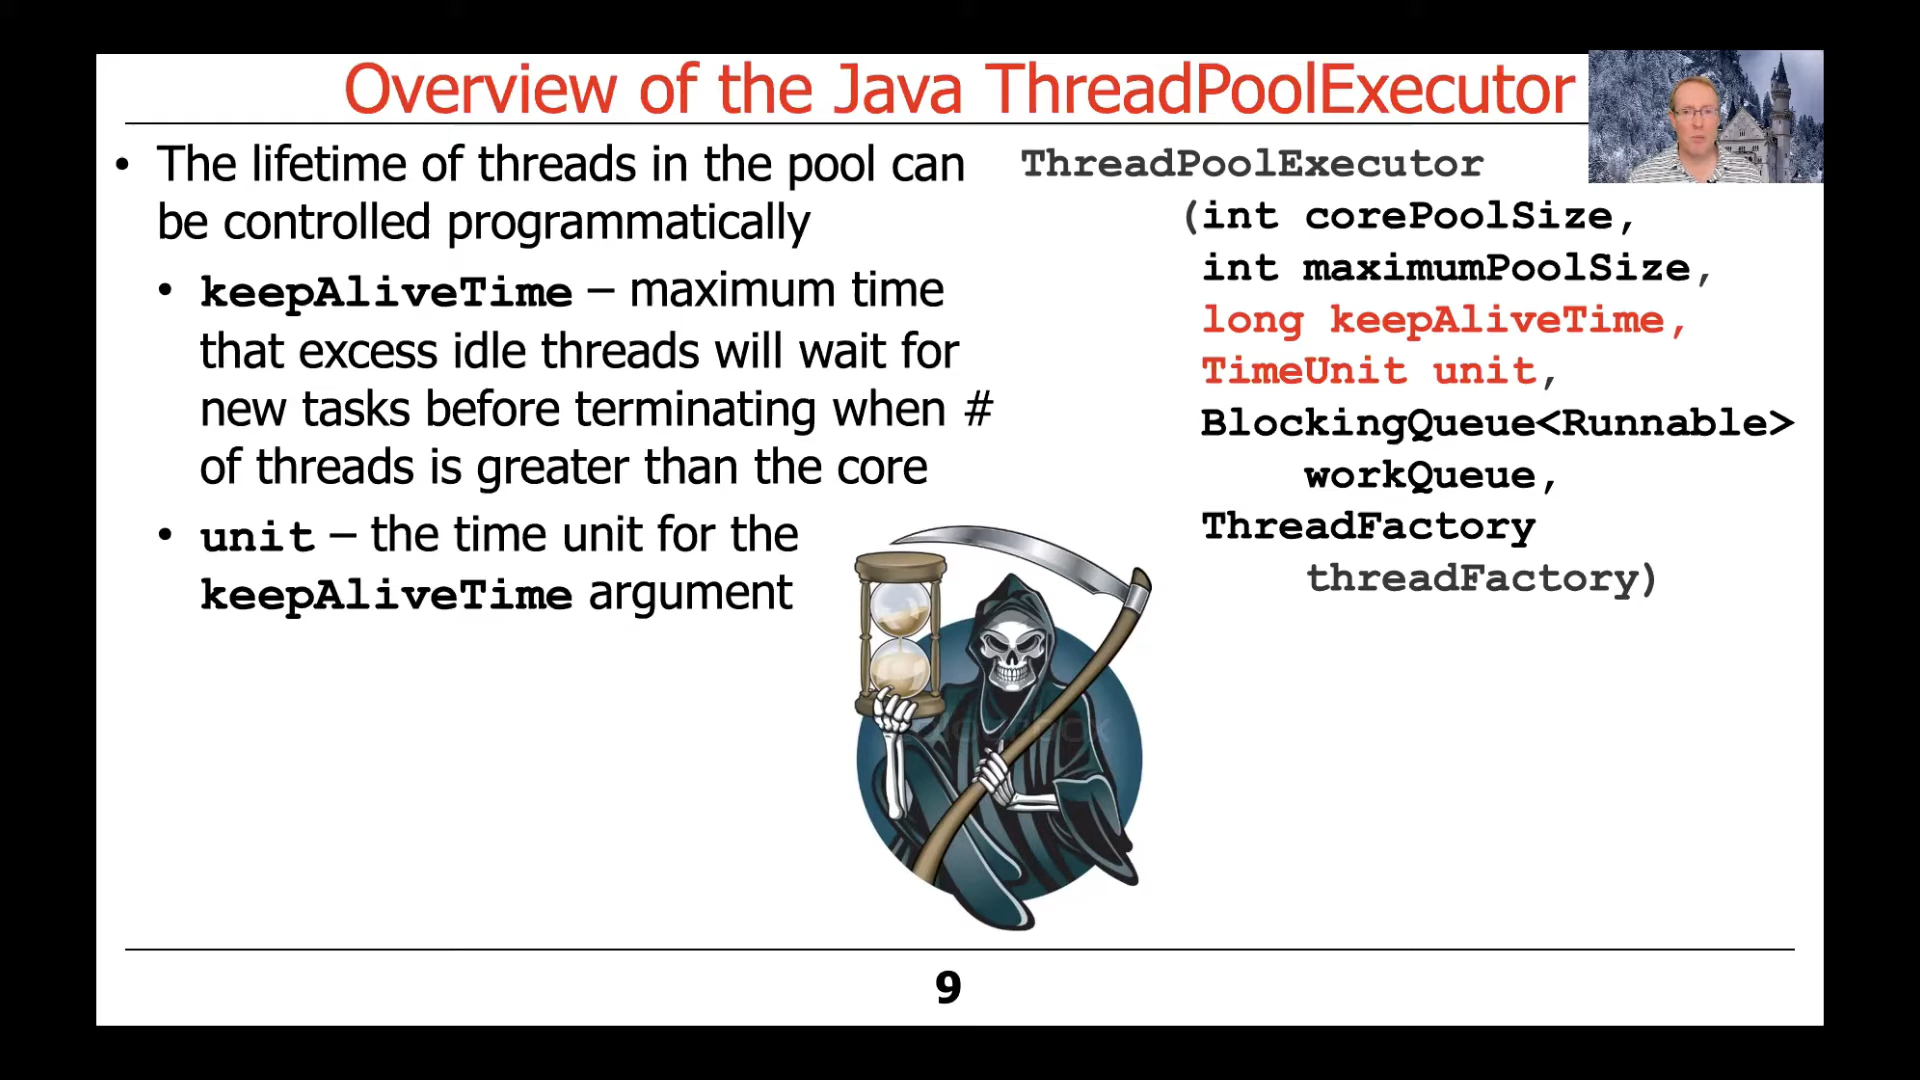 Overview of the Java ThreadPoolExecutor
• The lifetime of threads in the pool can
be controlled programmatically
• keepAliveTime – maximum time
that excess idle threads will wait for
new tasks before terminating when #
of threads is greater than the core
• unit – the time unit for the
keepAliveTime argument
ThreadPoolExecutor
(int corePoolSize,
int maximumPoolSize,
long keepAliveTime,
TimeUnit unit,
BlockingQueue<Runnable>
workQueue,
ThreadFactory
threadFactory)
9